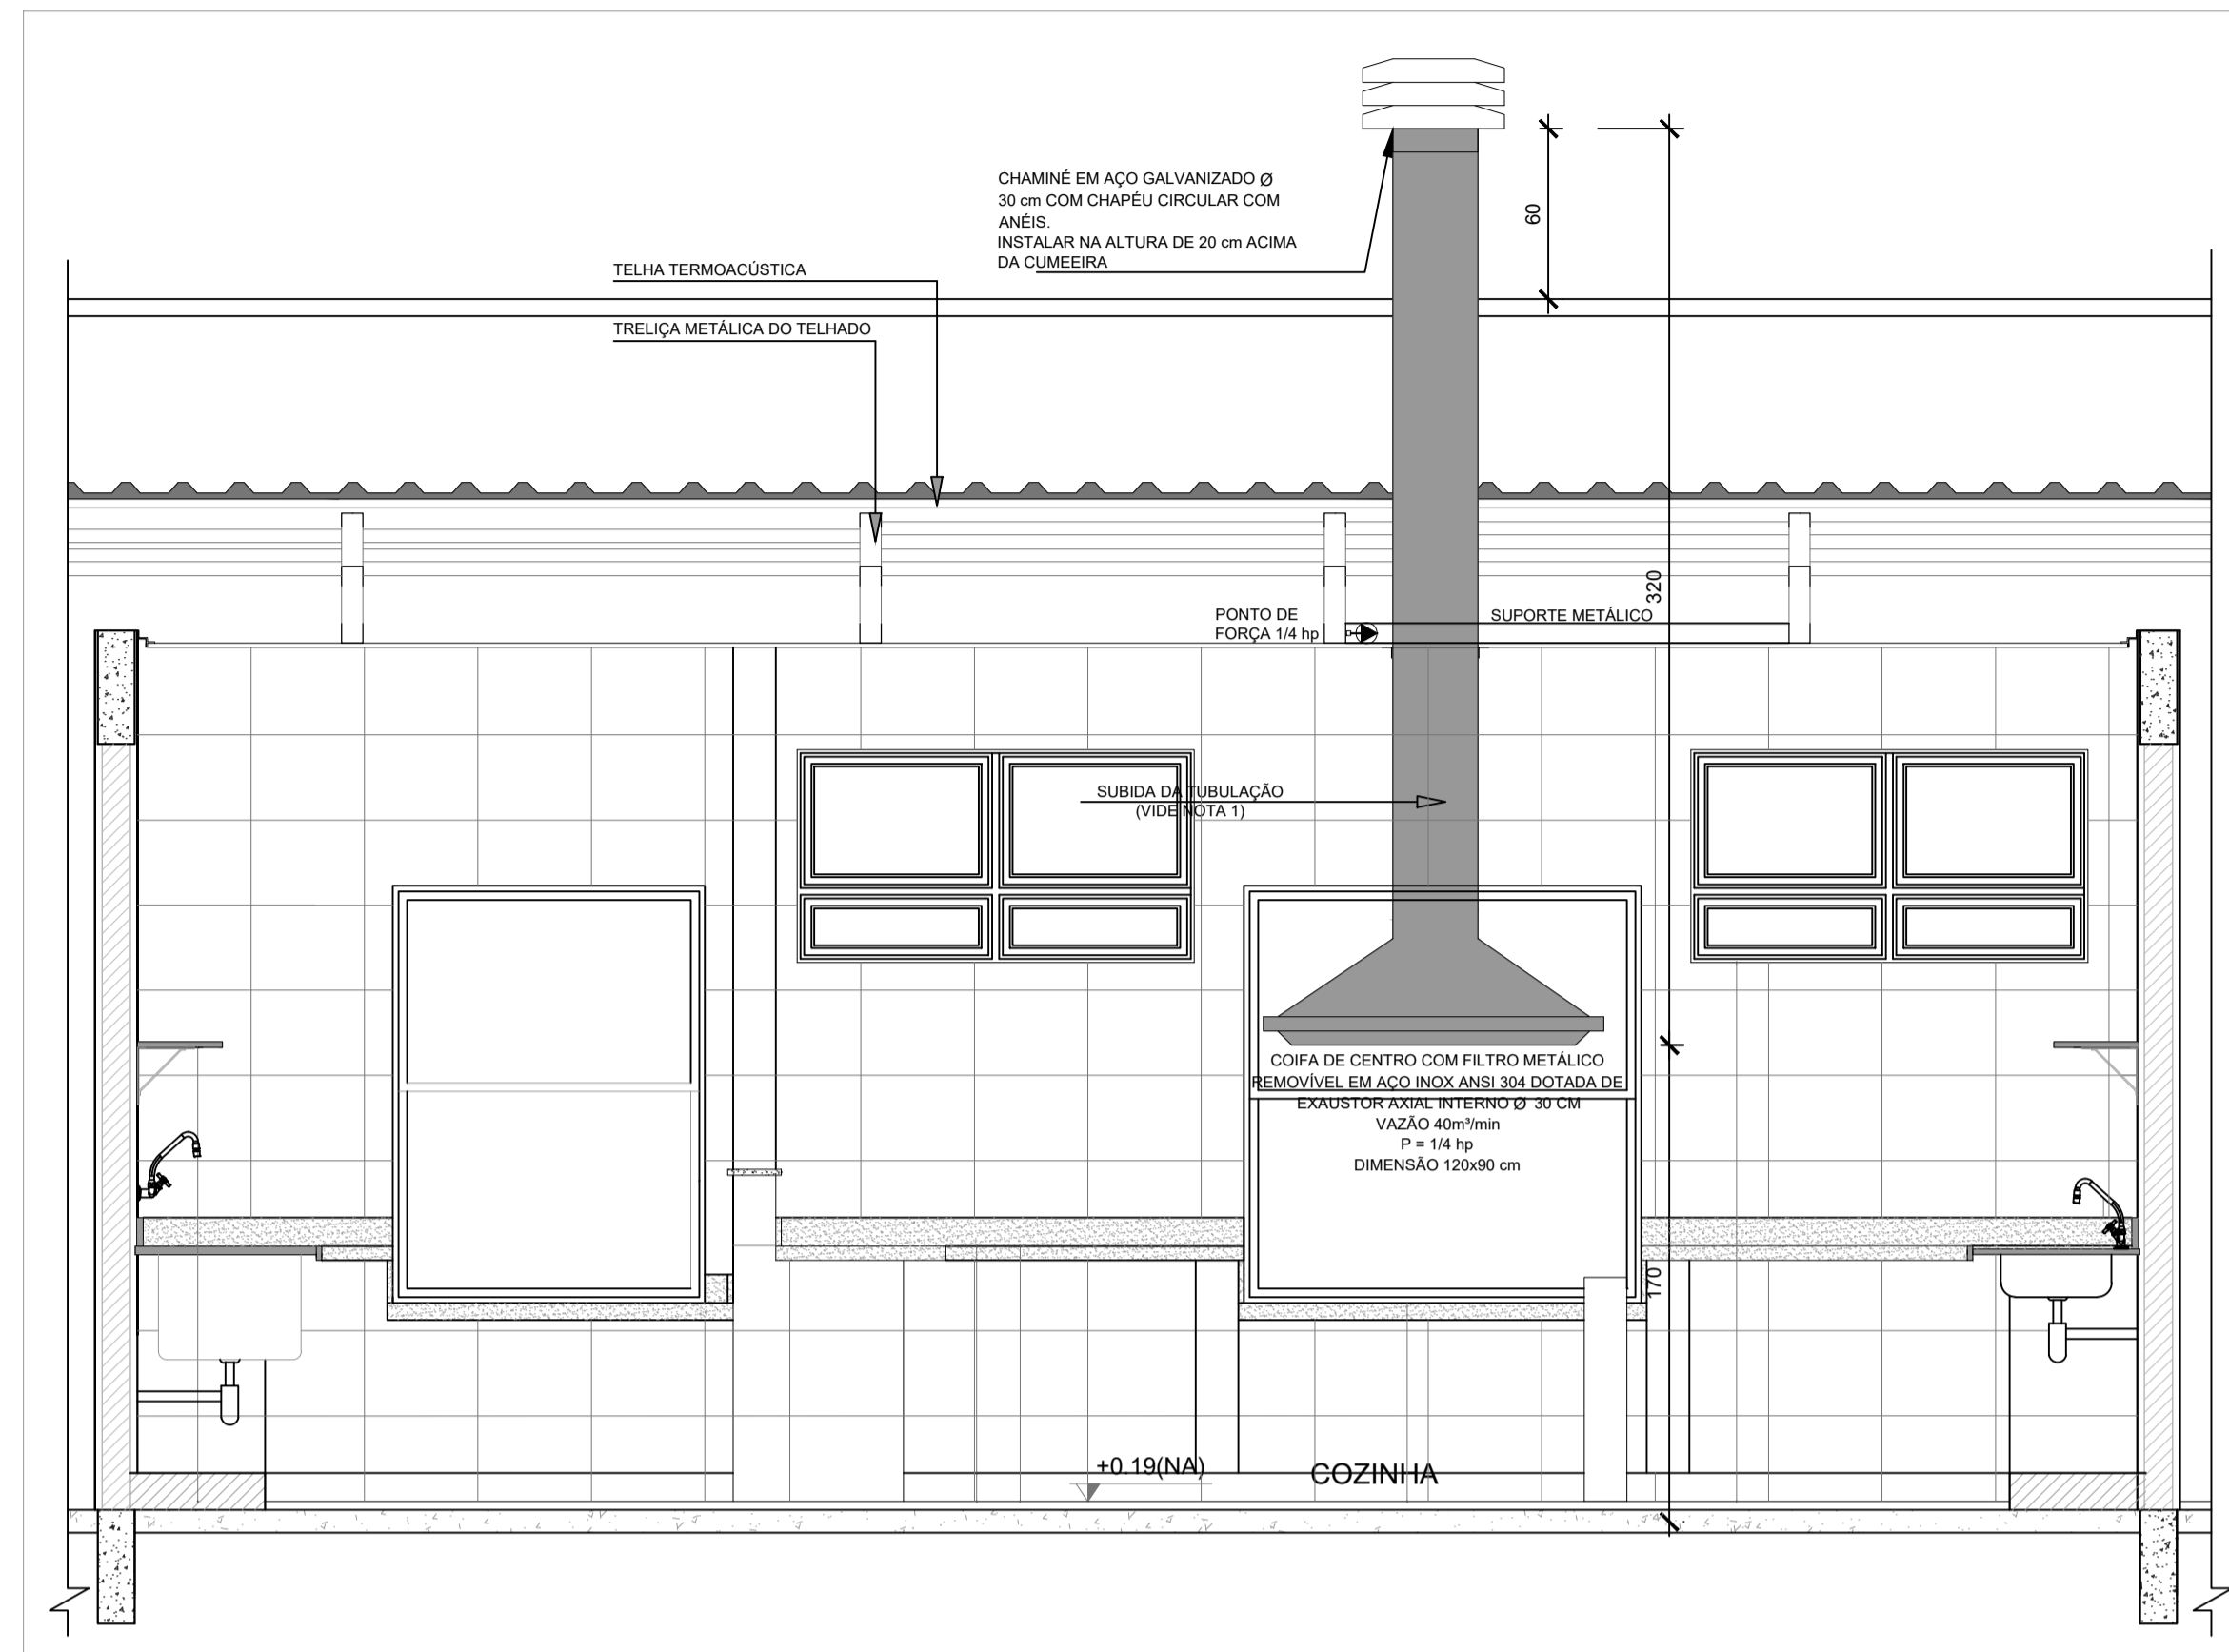 CHAMINÉ EM AÇO GALVANIZADO Ø
30 cm COM CHAPÉU CIRCULAR COM
ANÉIS.
INSTALAR NA ALTURA DE 20 cm ACIMA
DA CUMEEIRA
60
TELHA TERMOACÚSTICA
TRELIÇA METÁLICA DO TELHADO
320
PONTO DE
FORÇA 1/4 hp
SUPORTE METÁLICO
SUBIDA DA TUBULAÇÃO
(VIDE NOTA 1)
COIFA DE CENTRO COM FILTRO METÁLICO
REMOVÍVEL EM AÇO INOX ANSI 304 DOTADA DE
EXAUSTOR AXIAL INTERNO Ø 30 CM
VAZÃO 40m³/min
P = 1/4 hp
DIMENSÃO 120x90 cm
170
+0.19(NA)
COZINHA